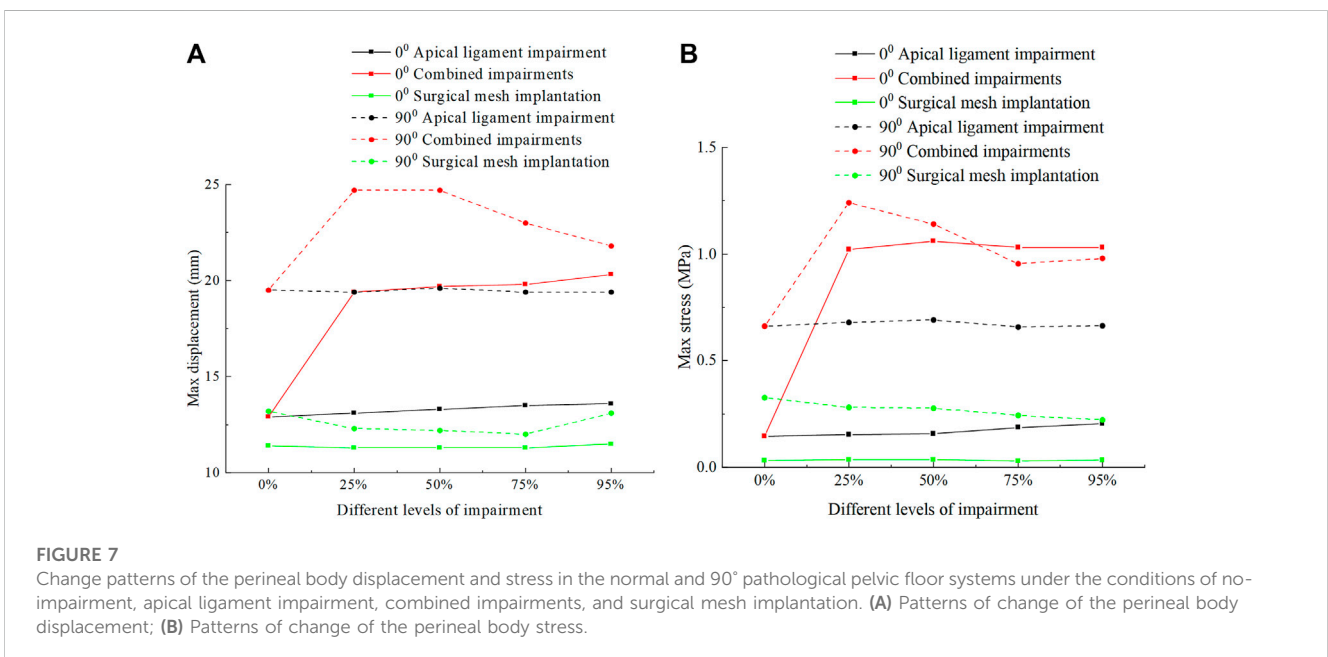 A
0⁰ Apical ligament impairment
0⁰ Combined impairments
0⁰ Surgical mesh implantation
90⁰ Apical ligament impairment
90⁰ Combined impairments
90⁰ Surgical mesh implantation
25
20
15
10
Max displacement (mm)
0%
25%
50%
75%
95%
Different levels of impairment
B
0⁰ Apical ligament impairment
0⁰ Combined impairments
0⁰ Surgical mesh implantation
90⁰ Apical ligament impairment
90⁰ Combined impairments
90⁰ Surgical mesh implantation
1.5
1.0
0.5
0.0
Max stress (MPa)
0%
25%
50%
75%
95%
Different levels of impairment
FIGURE 7
Change patterns of the perineal body displacement and stress in the normal and 90° pathological pelvic floor systems under the conditions of no-
impairment, apical ligament impairment, combined impairments, and surgical mesh implantation. (A) Patterns of change of the perineal body
displacement; (B) Patterns of change of the perineal body stress.